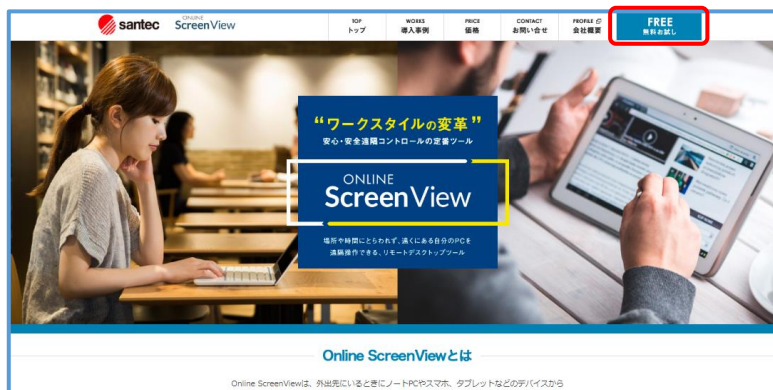 santec
ONLINE
ScreenView
TOP
トップ
WORKS
導入事例
PRICE
価格
CONTACT
お問い合せ
PROFILE
会社概要
FREE
無料お試し
“ワークスタイルの変革”
安心・安全遠隔コントロールの定番ツール
ONLINE
ScreenView
場所や時間にとらわれず、遠くにある自分のPCを
遠隔操作できる、リモートデスクトップツール
Online ScreenViewとは
Online ScreenViewは、外出先にいるときにノートPCやスマホ、タブレットなどのデバイスから